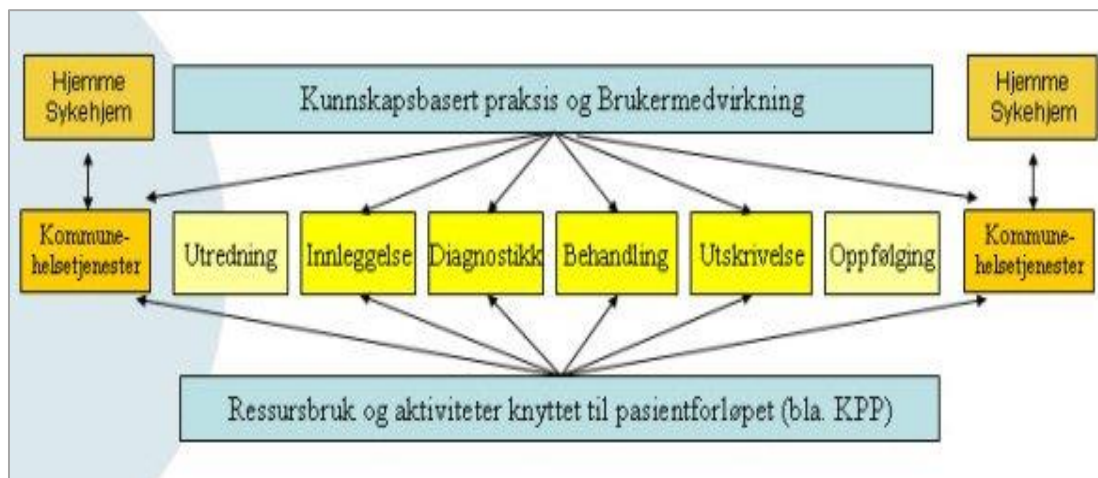 Hjemme
Sykehjem
Kunnskapsbasert praksis og Brukermedvirkning
Hjemme
Sykehjem
Kommune-
helsetjenester
Utredning
Innleggelse
Diagnostikk
Behandling
Utskrivelse
Oppfølging
Kommune-
helsetjenester
Ressursbruk og aktiviteter knyttet til pasientforløpet (bla. KPP)